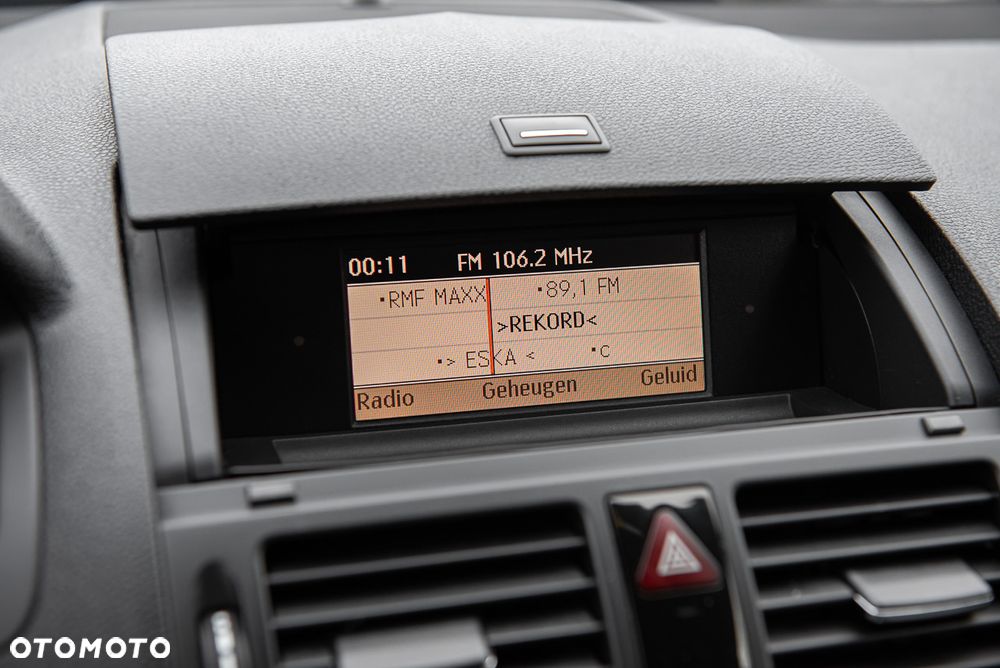 00:11 FM 106.2 MHz
·RMF MAXX ·89,1 FM
>REKORD<
·> ESKA < ·c
Radio Geheugen Geluid
OTOMOTO